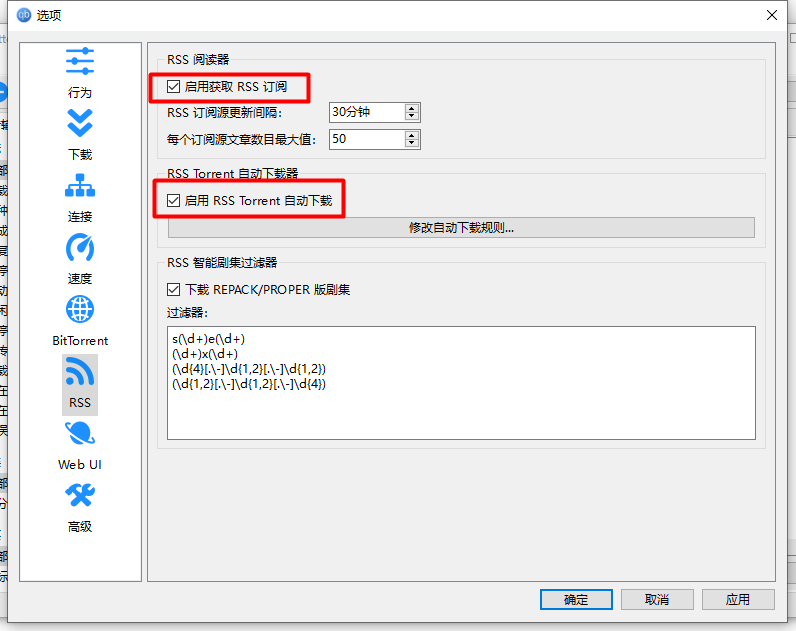 选项
行为
下载
连接
速度
BitTorrent
RSS
Web UI
高级
RSS 阅读器
启用获取 RSS 订阅
RSS 订阅源更新间隔: 30分钟
每个订阅源文章数目最大值: 50
RSS Torrent 自动下载器
启用 RSS Torrent 自动下载
修改自动下载规则...
RSS 智能剧集过滤器
下载 REPACK/PROPER 版剧集
过滤器:
s(\d+)e(\d+)
(\d+)x(\d+)
(\d{4}[.\-]\d{1,2}[.\-]\d{1,2})
(\d{1,2}[.\-]\d{1,2}[.\-]\d{4})
确定 取消 应用